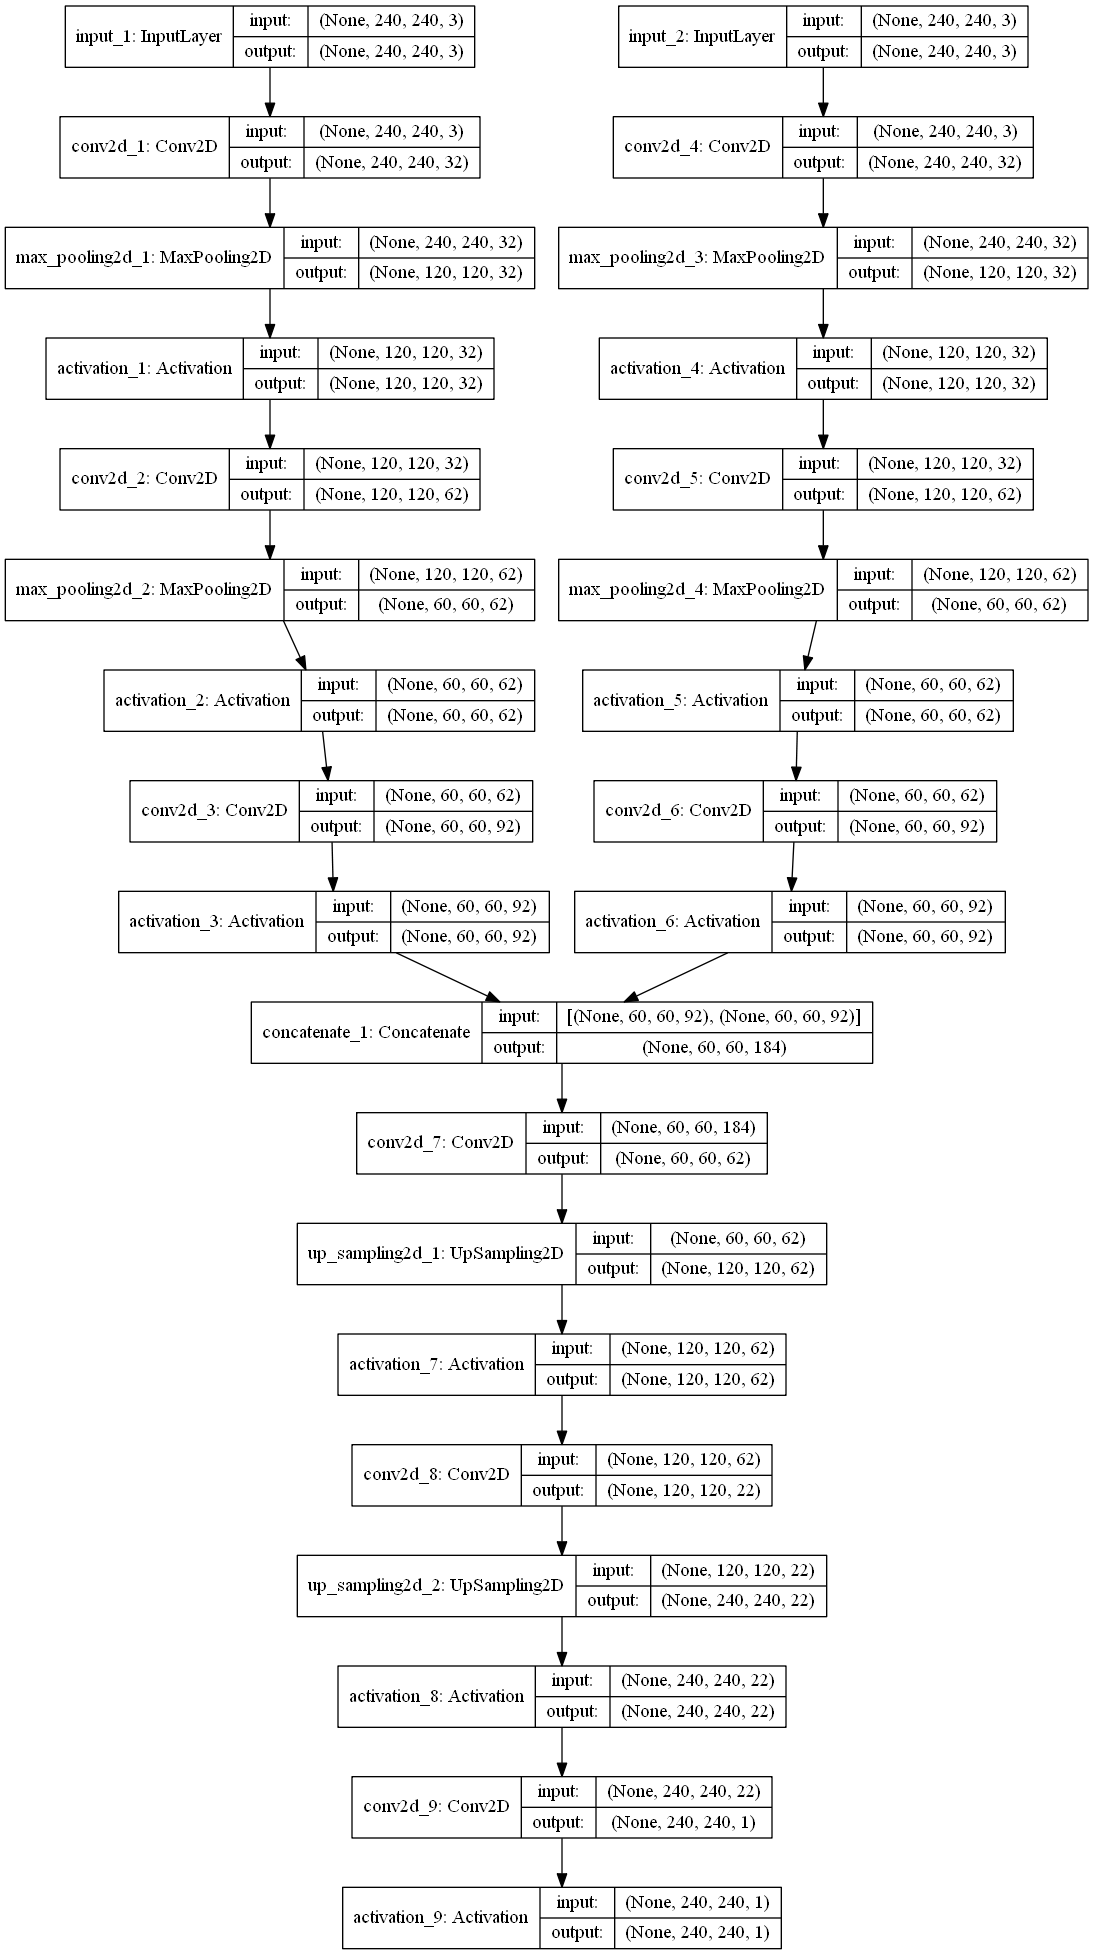 input_1: InputLayer
input: (None, 240, 240, 3)
output: (None, 240, 240, 3)
input_2: InputLayer
input: (None, 240, 240, 3)
output: (None, 240, 240, 3)
conv2d_1: Conv2D
input: (None, 240, 240, 3)
output: (None, 240, 240, 32)
conv2d_4: Conv2D
input: (None, 240, 240, 3)
output: (None, 240, 240, 32)
max_pooling2d_1: MaxPooling2D
input: (None, 240, 240, 32)
output: (None, 120, 120, 32)
max_pooling2d_3: MaxPooling2D
input: (None, 240, 240, 32)
output: (None, 120, 120, 32)
activation_1: Activation
input: (None, 120, 120, 32)
output: (None, 120, 120, 32)
activation_4: Activation
input: (None, 120, 120, 32)
output: (None, 120, 120, 32)
conv2d_2: Conv2D
input: (None, 120, 120, 32)
output: (None, 120, 120, 62)
conv2d_5: Conv2D
input: (None, 120, 120, 32)
output: (None, 120, 120, 62)
max_pooling2d_2: MaxPooling2D
input: (None, 120, 120, 62)
output: (None, 60, 60, 62)
max_pooling2d_4: MaxPooling2D
input: (None, 120, 120, 62)
output: (None, 60, 60, 62)
activation_2: Activation
input: (None, 60, 60, 62)
output: (None, 60, 60, 62)
activation_5: Activation
input: (None, 60, 60, 62)
output: (None, 60, 60, 62)
conv2d_3: Conv2D
input: (None, 60, 60, 62)
output: (None, 60, 60, 92)
conv2d_6: Conv2D
input: (None, 60, 60, 62)
output: (None, 60, 60, 92)
activation_3: Activation
input: (None, 60, 60, 92)
output: (None, 60, 60, 92)
activation_6: Activation
input: (None, 60, 60, 92)
output: (None, 60, 60, 92)
concatenate_1: Concatenate
input: [(None, 60, 60, 92), (None, 60, 60, 92)]
output: (None, 60, 60, 184)
conv2d_7: Conv2D
input: (None, 60, 60, 184)
output: (None, 60, 60, 62)
up_sampling2d_1: UpSampling2D
input: (None, 60, 60, 62)
output: (None, 120, 120, 62)
activation_7: Activation
input: (None, 120, 120, 62)
output: (None, 120, 120, 62)
conv2d_8: Conv2D
input: (None, 120, 120, 62)
output: (None, 120, 120, 22)
up_sampling2d_2: UpSampling2D
input: (None, 120, 120, 22)
output: (None, 240, 240, 22)
activation_8: Activation
input: (None, 240, 240, 22)
output: (None, 240, 240, 22)
conv2d_9: Conv2D
input: (None, 240, 240, 22)
output: (None, 240, 240, 1)
activation_9: Activation
input: (None, 240, 240, 1)
output: (None, 240, 240, 1)